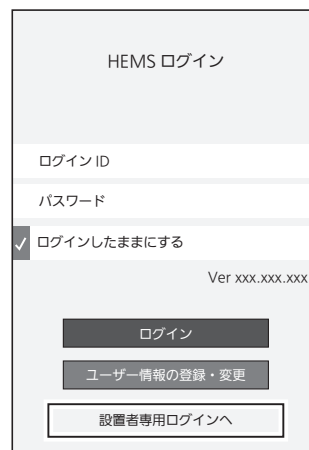 HEMS ログイン
ログイン ID
パスワード
ログインしたままにする
Ver xxx.xxx.xxx
ログイン
ユーザー情報の登録・変更
設置者専用ログインへ